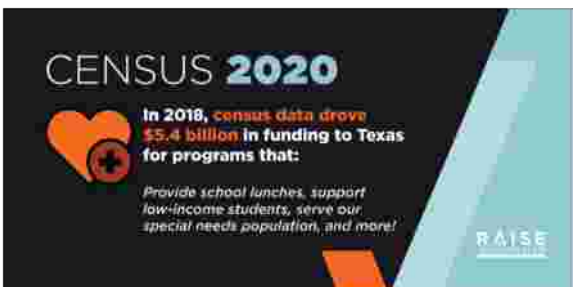 CENSUS 2020
In 2018, census data drove
$5.4 billion in funding to Texas
for programs that:
Provide school lunches, support
low-income students, serve our
special needs population, and more!
RAISE